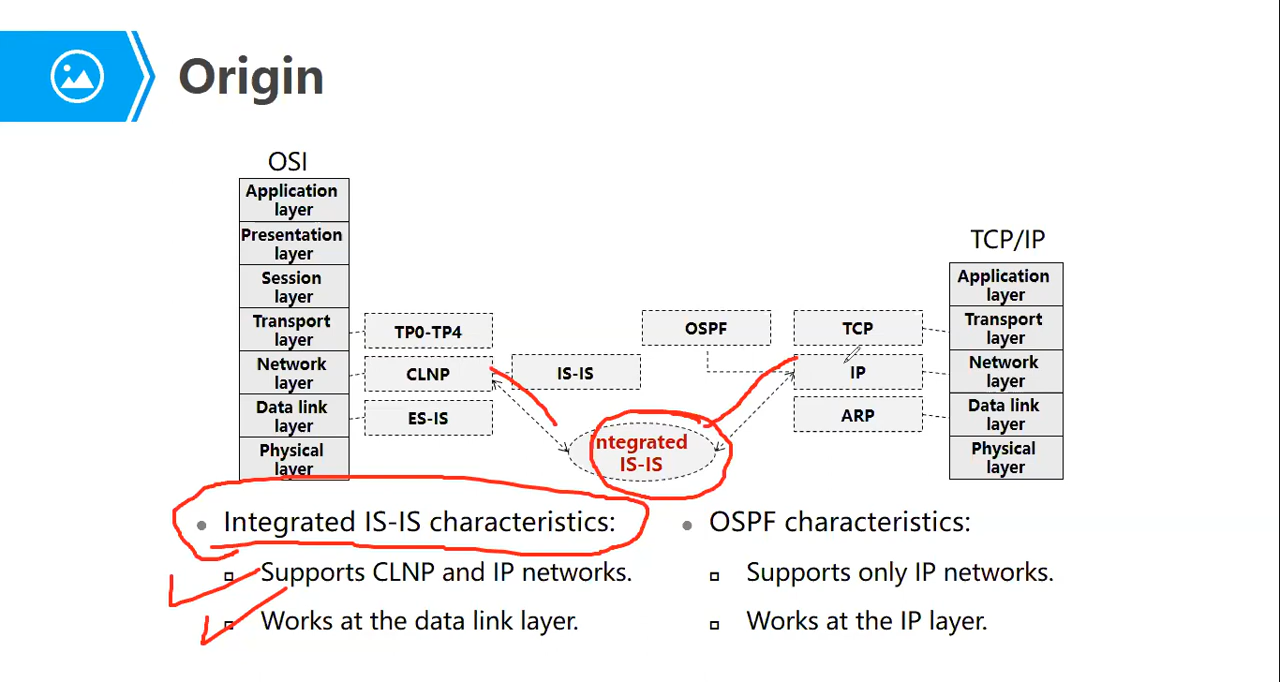 Origin
OSI
Application
layer
Presentation
layer
Session
layer
Transport
layer
Network
layer
Data link
layer
Physical
layer
TP0-TP4
CLNP
ES-IS
IS-IS
ntegrated
IS-IS
OSPF
TCP
IP
ARP
TCP/IP
Application
layer
Transport
layer
Network
layer
Data link
layer
Physical
layer
Integrated IS-IS characteristics:
Supports CLNP and IP networks.
Works at the data link layer.
OSPF characteristics:
Supports only IP networks.
Works at the IP layer.